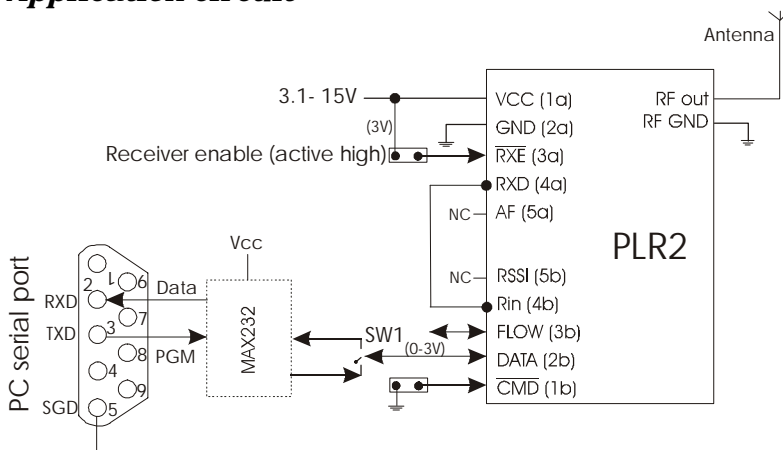 Application circuit
Antenna
3.1- 15V
(3V)
Receiver enable (active high)
VCC (1a)
GND (2a)
RXE (3a)
RXD (4a)
NC
AF (5a)
RF out
RF GND
PLR2
NC
RSSI (5b)
Rin (4b)
FLOW (3b)
DATA (2b)
CMD (1b)
SW1
(0-3V)
Vcc
MAX232
Data
PGM
PC serial port
RXD
TXD
SGD
1
2
3
4
5
6
7
8
9